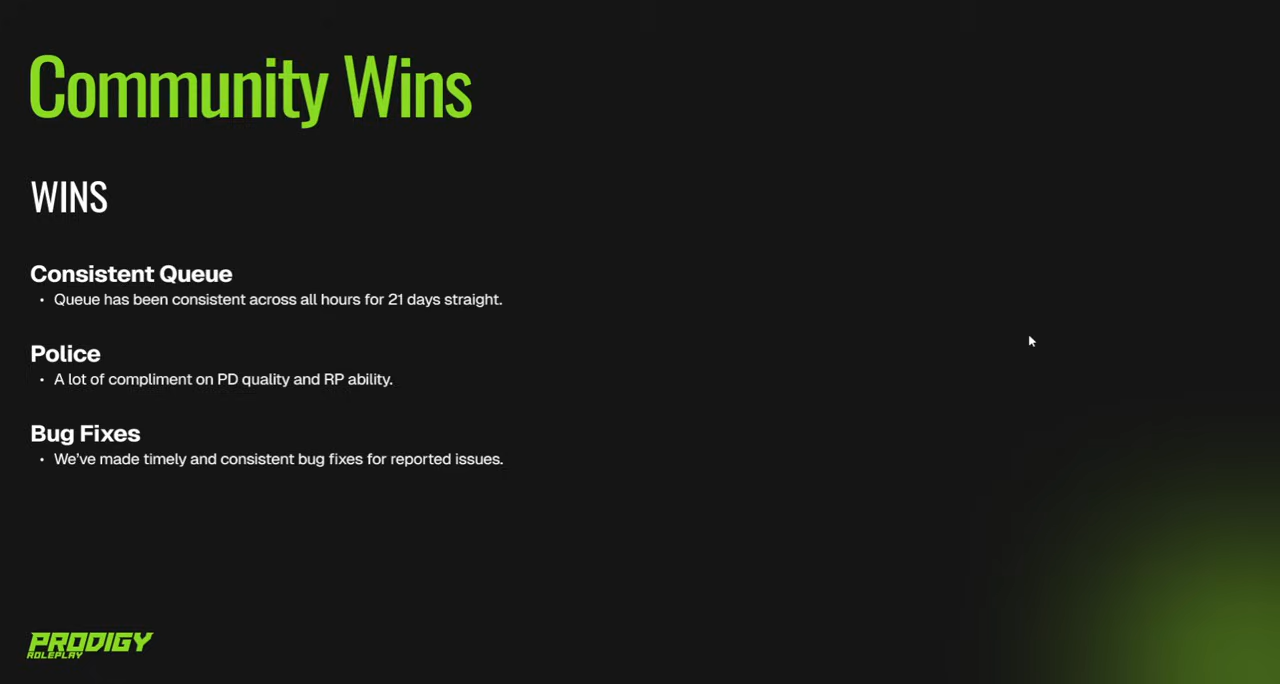 Community Wins
WINS
Consistent Queue
• Queue has been consistent across all hours for 21 days straight.
Police
• A lot of compliment on PD quality and RP ability.
Bug Fixes
• We've made timely and consistent bug fixes for reported issues.
PRODIGY
ROLEPLAY